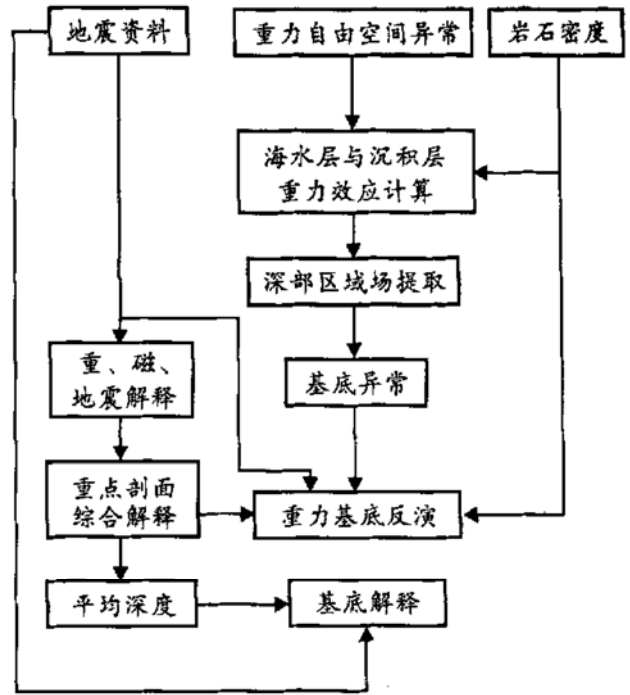 地震资料
重力自由空间异常
岩石密度
海水层与沉积层
重力效应计算
深部区域场提取
重、磁、
地震解释
基底异常
重点剖面
综合解释
重力基底反演
平均深度
基底解释